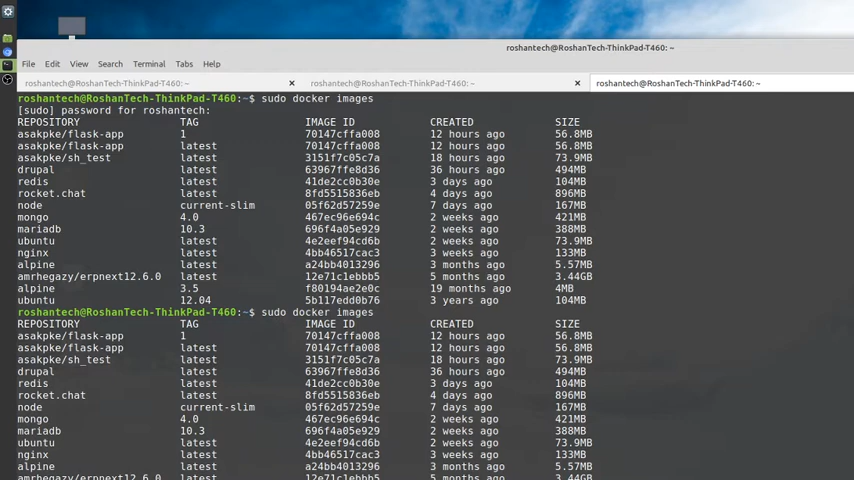 roshantech@RoshanTech-ThinkPad-T460: ~
File Edit View Search Terminal Tabs Help
roshantech@RoshanTech-ThinkPad-T460: ~ × roshantech@RoshanTech-ThinkPad-T460: ~ × roshantech@RoshanTech-ThinkPad-T460: ~
roshantech@RoshanTech-ThinkPad-T460:~$ sudo docker images
[sudo] password for roshantech:
REPOSITORY TAG IMAGE ID CREATED SIZE
asakpke/flask-app 1 70147cffa008 12 hours ago 56.8MB
asakpke/flask-app latest 70147cffa008 12 hours ago 56.8MB
asakpke/sh_test latest 3151f7c05c7a 18 hours ago 73.9MB
drupal latest 63967ffe8d36 36 hours ago 494MB
redis latest 41de2cc0b30e 3 days ago 104MB
rocket.chat latest 8fd5515836eb 4 days ago 896MB
node current-slim 05f62d57259e 7 days ago 167MB
mongo 4.0 467ec96e694c 2 weeks ago 421MB
mariadb 10.3 696f4a05e929 2 weeks ago 388MB
ubuntu latest 4e2eef94cd6b 2 weeks ago 73.9MB
nginx latest 4bb46517cac3 3 weeks ago 133MB
alpine latest a24bb4013296 3 months ago 5.57MB
amrhegazy/erpnext12.6.0 latest 12e71c1ebbb5 5 months ago 3.44GB
alpine 3.5 f80194ae2e0c 19 months ago 4MB
ubuntu 12.04 5b117edd0b76 3 years ago 104MB
roshantech@RoshanTech-ThinkPad-T460:~$ sudo docker images
REPOSITORY TAG IMAGE ID CREATED SIZE
asakpke/flask-app 1 70147cffa008 12 hours ago 56.8MB
asakpke/flask-app latest 70147cffa008 12 hours ago 56.8MB
asakpke/sh_test latest 3151f7c05c7a 18 hours ago 73.9MB
drupal latest 63967ffe8d36 36 hours ago 494MB
redis latest 41de2cc0b30e 3 days ago 104MB
rocket.chat latest 8fd5515836eb 4 days ago 896MB
node current-slim 05f62d57259e 7 days ago 167MB
mongo 4.0 467ec96e694c 2 weeks ago 421MB
mariadb 10.3 696f4a05e929 2 weeks ago 388MB
ubuntu latest 4e2eef94cd6b 2 weeks ago 73.9MB
nginx latest 4bb46517cac3 3 weeks ago 133MB
alpine latest a24bb4013296 3 months ago 5.57MB
amrhegazy/erpnext12.6.0 latest 12e71c1ebbb5 5 months ago 3.44GB